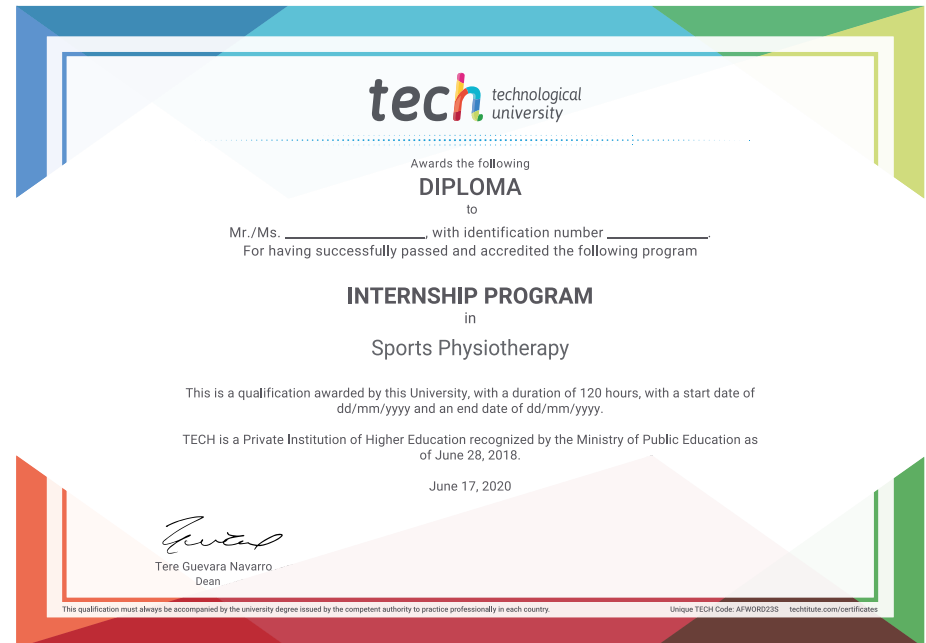 tech technological
university
Awards the following
DIPLOMA
to
Mr./Ms. ____________________, with identification number ______________.
For having successfully passed and accredited the following program
INTERNSHIP PROGRAM
in
Sports Physiotherapy
This is a qualification awarded by this University, with a duration of 120 hours, with a start date of
dd/mm/yyyy and an end date of dd/mm/yyyy.
TECH is a Private Institution of Higher Education recognized by the Ministry of Public Education as
of June 28, 2018.
June 17, 2020
Tere Guevara Navarro
Dean
This qualification must always be accompanied by the university degree issued by the competent authority to practice professionally in each country.
Unique TECH Code: AFWORD23S techtitute.com/certificates